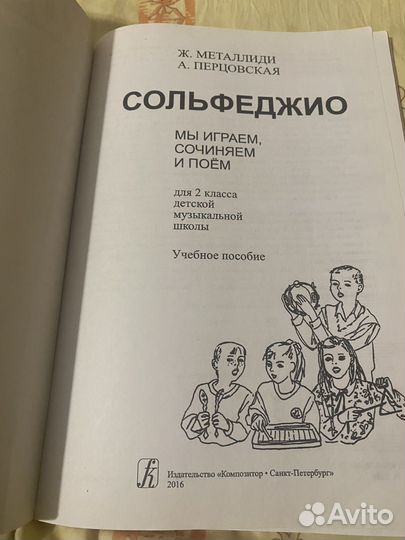 Ж. МЕТАЛЛИДИ
А. ПЕРЦОВСКАЯ
СОЛЬФЕДЖИО
МЫ ИГРАЕМ,
СОЧИНЯЕМ
И ПОЁМ
для 2 класса
детской
музыкальной
школы
Учебное пособие
Издательство «Композитор • Санкт-Петербург»
2016
Avito